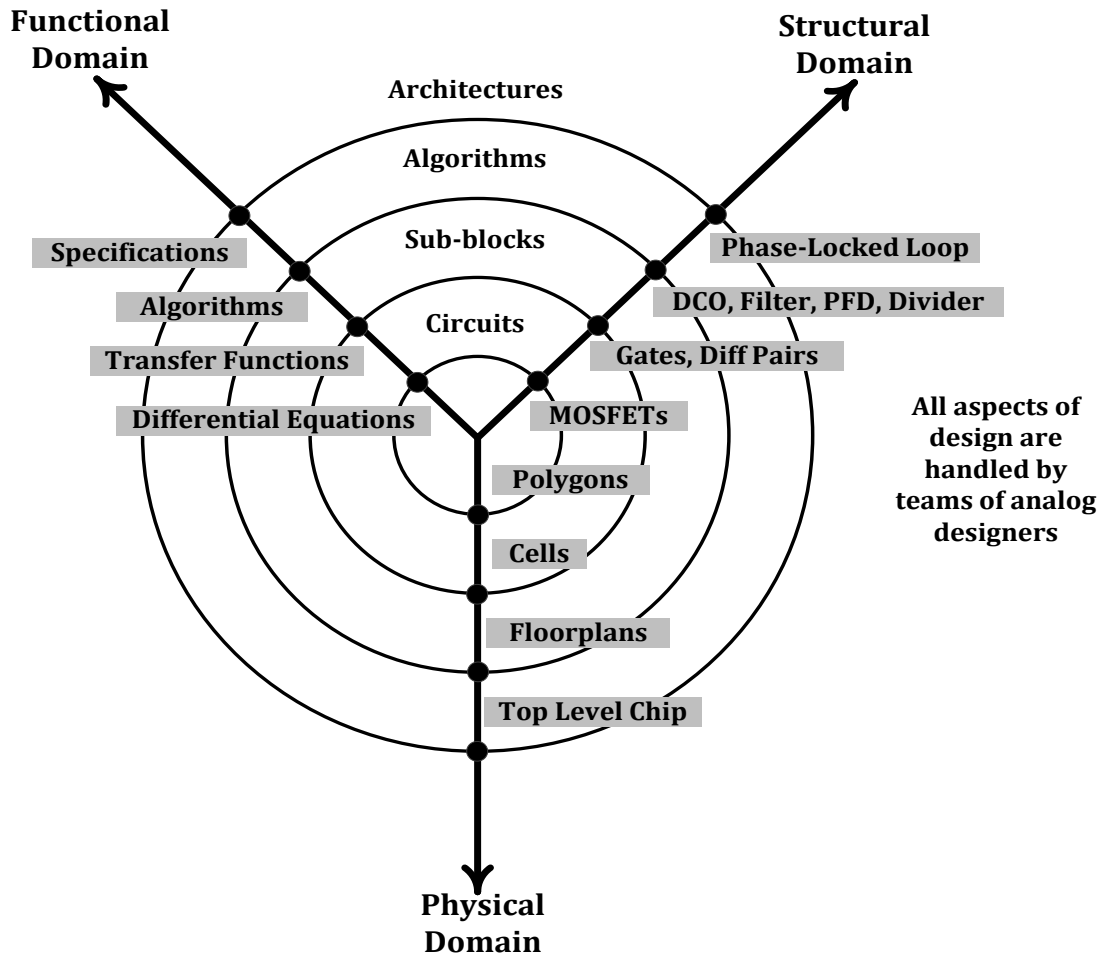 Functional
Domain
Structural
Domain
Architectures
Algorithms
Sub-blocks
Circuits
Specifications
Algorithms
Transfer Functions
Differential Equations
Phase-Locked Loop
DCO, Filter, PFD, Divider
Gates, Diff Pairs
MOSFETs
Polygons
Cells
Floorplans
Top Level Chip
All aspects of
design are
handled by
teams of analog
designers
Physical
Domain